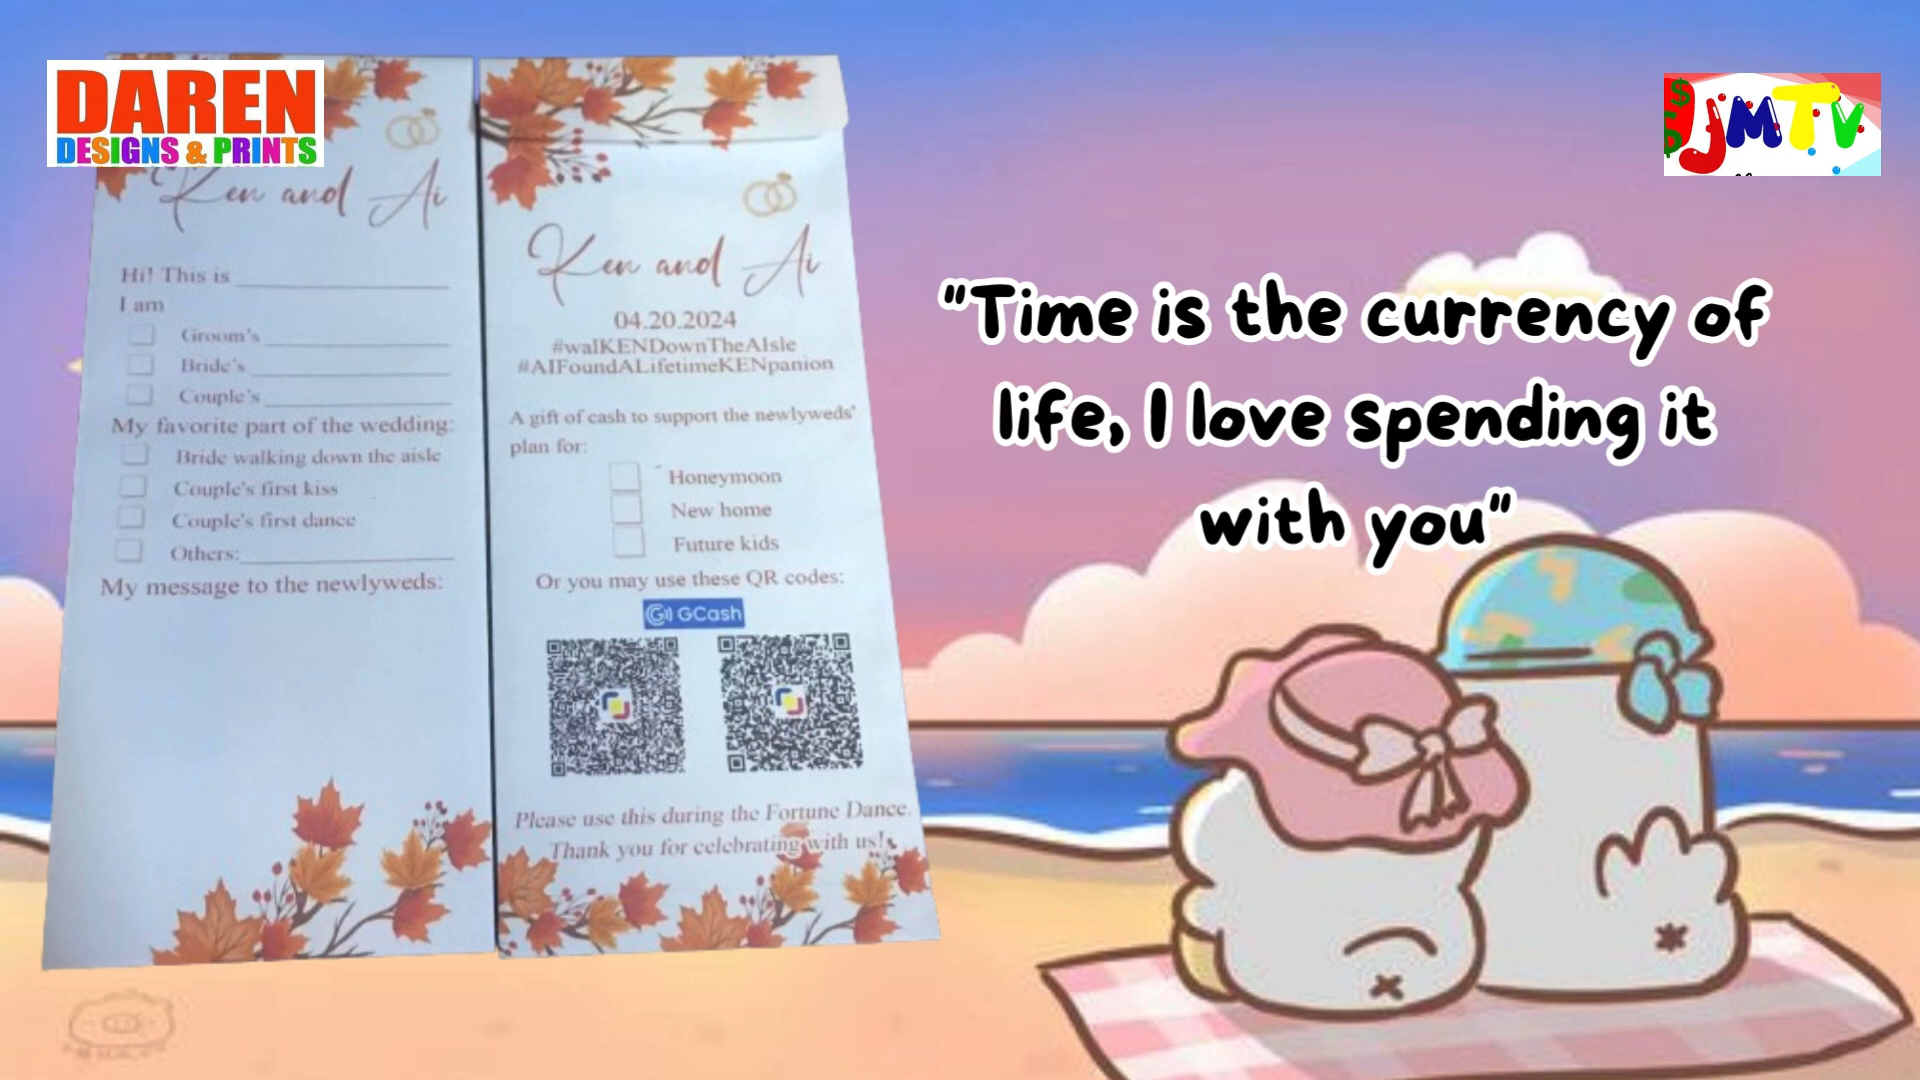 DAREN
DESIGNS & PRINTS
Ken and Ai
Hi! This is
I am
Groom's
Bride's
Couple's
My favorite part of the wedding:
Bride walking down the aisle
Couple's first kiss
Couple's first dance
Others:
My message to the newlyweds:
Ken and Ai
04.20.2024
#walKENDownTheAIsle
#AIFoundALifetimeKENpanion
A gift of cash to support the newlyweds'
plan for:
Honeymoon
New home
Future kids
Or you may use these QR codes:
GCash
Please use this during the Fortune Dance.
Thank you for celebrating with us!
JMTV
"Time is the currency of
life, I love spending it
with you"